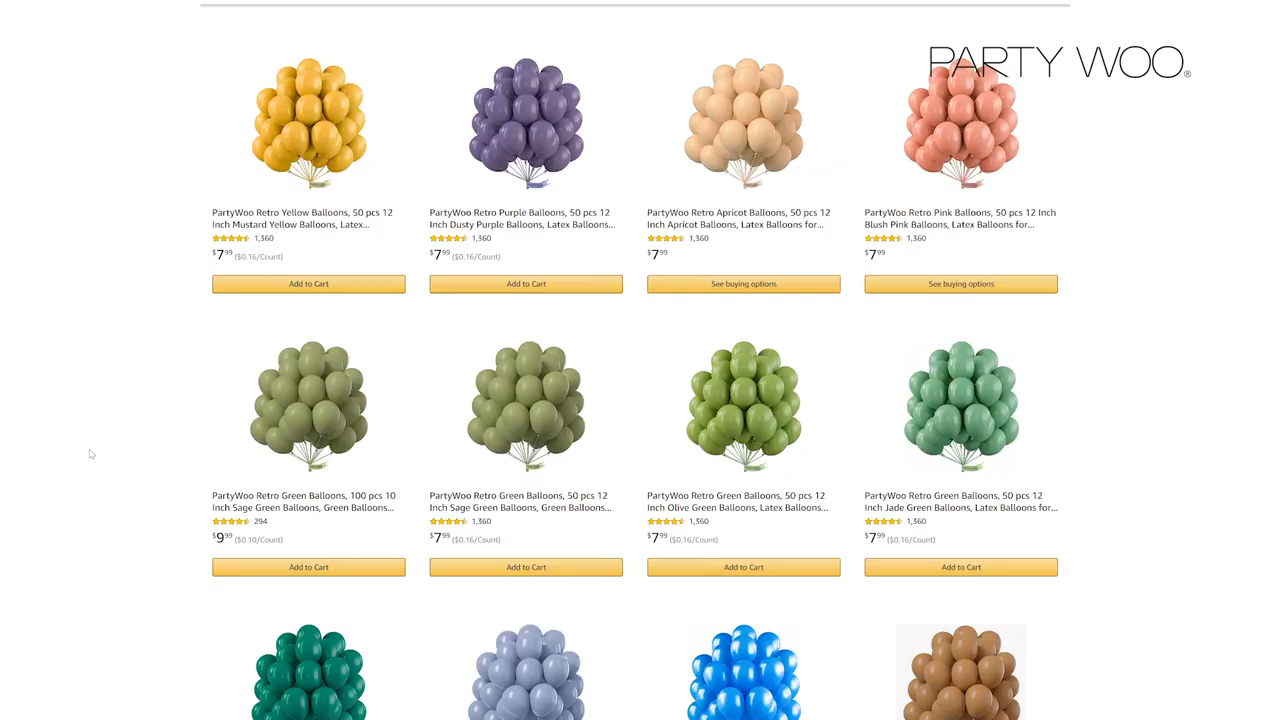 PARTY WOO®
PartyWoo Retro Yellow Balloons, 50 pcs 12
Inch Mustard Yellow Balloons, Latex...
1,360
$7.99 ($0.16/Count)
Add to Cart
PartyWoo Retro Purple Balloons, 50 pcs 12
Inch Dusty Purple Balloons, Latex Balloons...
1,360
$7.99 ($0.16/Count)
Add to Cart
PartyWoo Retro Apricot Balloons, 50 pcs 12
Inch Apricot Balloons, Latex Balloons for...
1,360
$7.99
See buying options
PartyWoo Retro Pink Balloons, 50 pcs 12 Inch
Blush Pink Balloons, Latex Balloons for...
1,360
$7.99
See buying options
PartyWoo Retro Green Balloons, 100 pcs 10
Inch Sage Green Balloons, Green Balloons...
294
$9.99 ($0.10/Count)
Add to Cart
PartyWoo Retro Green Balloons, 50 pcs 12
Inch Sage Green Balloons, Green Balloons...
1,360
$7.99 ($0.16/Count)
Add to Cart
PartyWoo Retro Green Balloons, 50 pcs 12
Inch Olive Green Balloons, Latex Balloons...
1,360
$7.99 ($0.16/Count)
Add to Cart
PartyWoo Retro Green Balloons, 50 pcs 12
Inch Jade Green Balloons, Latex Balloons for...
1,360
$7.99 ($0.16/Count)
Add to Cart